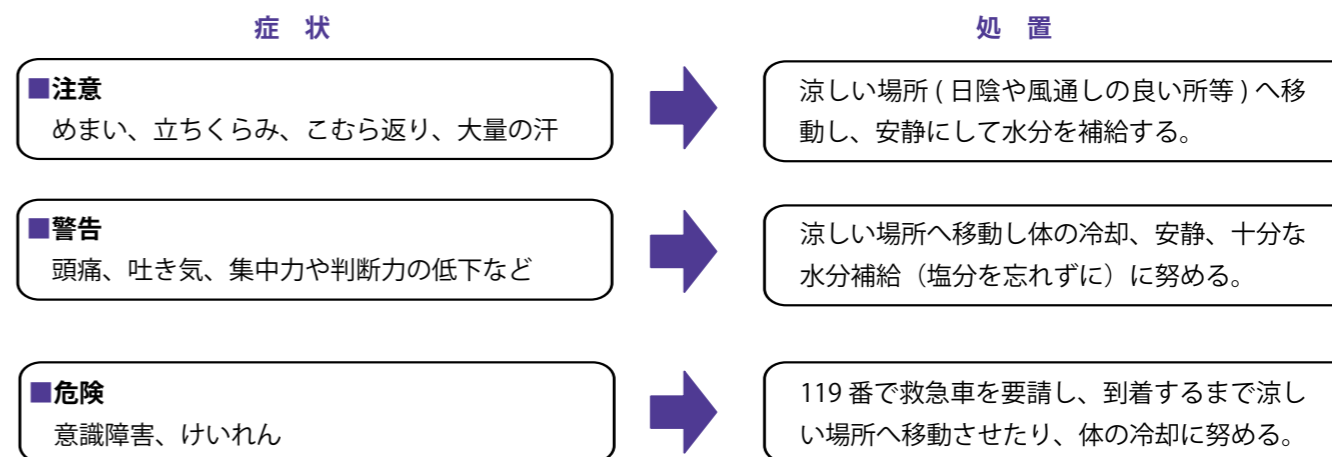 症 状
処 置
■注意
めまい、立ちくらみ、こむら返り、大量の汗
涼しい場所 ( 日陰や風通しの良い所等 ) へ移
動し、安静にして水分を補給する。
■警告
頭痛、吐き気、集中力や判断力の低下など
涼しい場所へ移動し体の冷却、安静、十分な
水分補給（塩分を忘れずに）に努める。
■危険
意識障害、けいれん
119 番で救急車を要請し、到着するまで涼し
い場所へ移動させたり、体の冷却に努める。